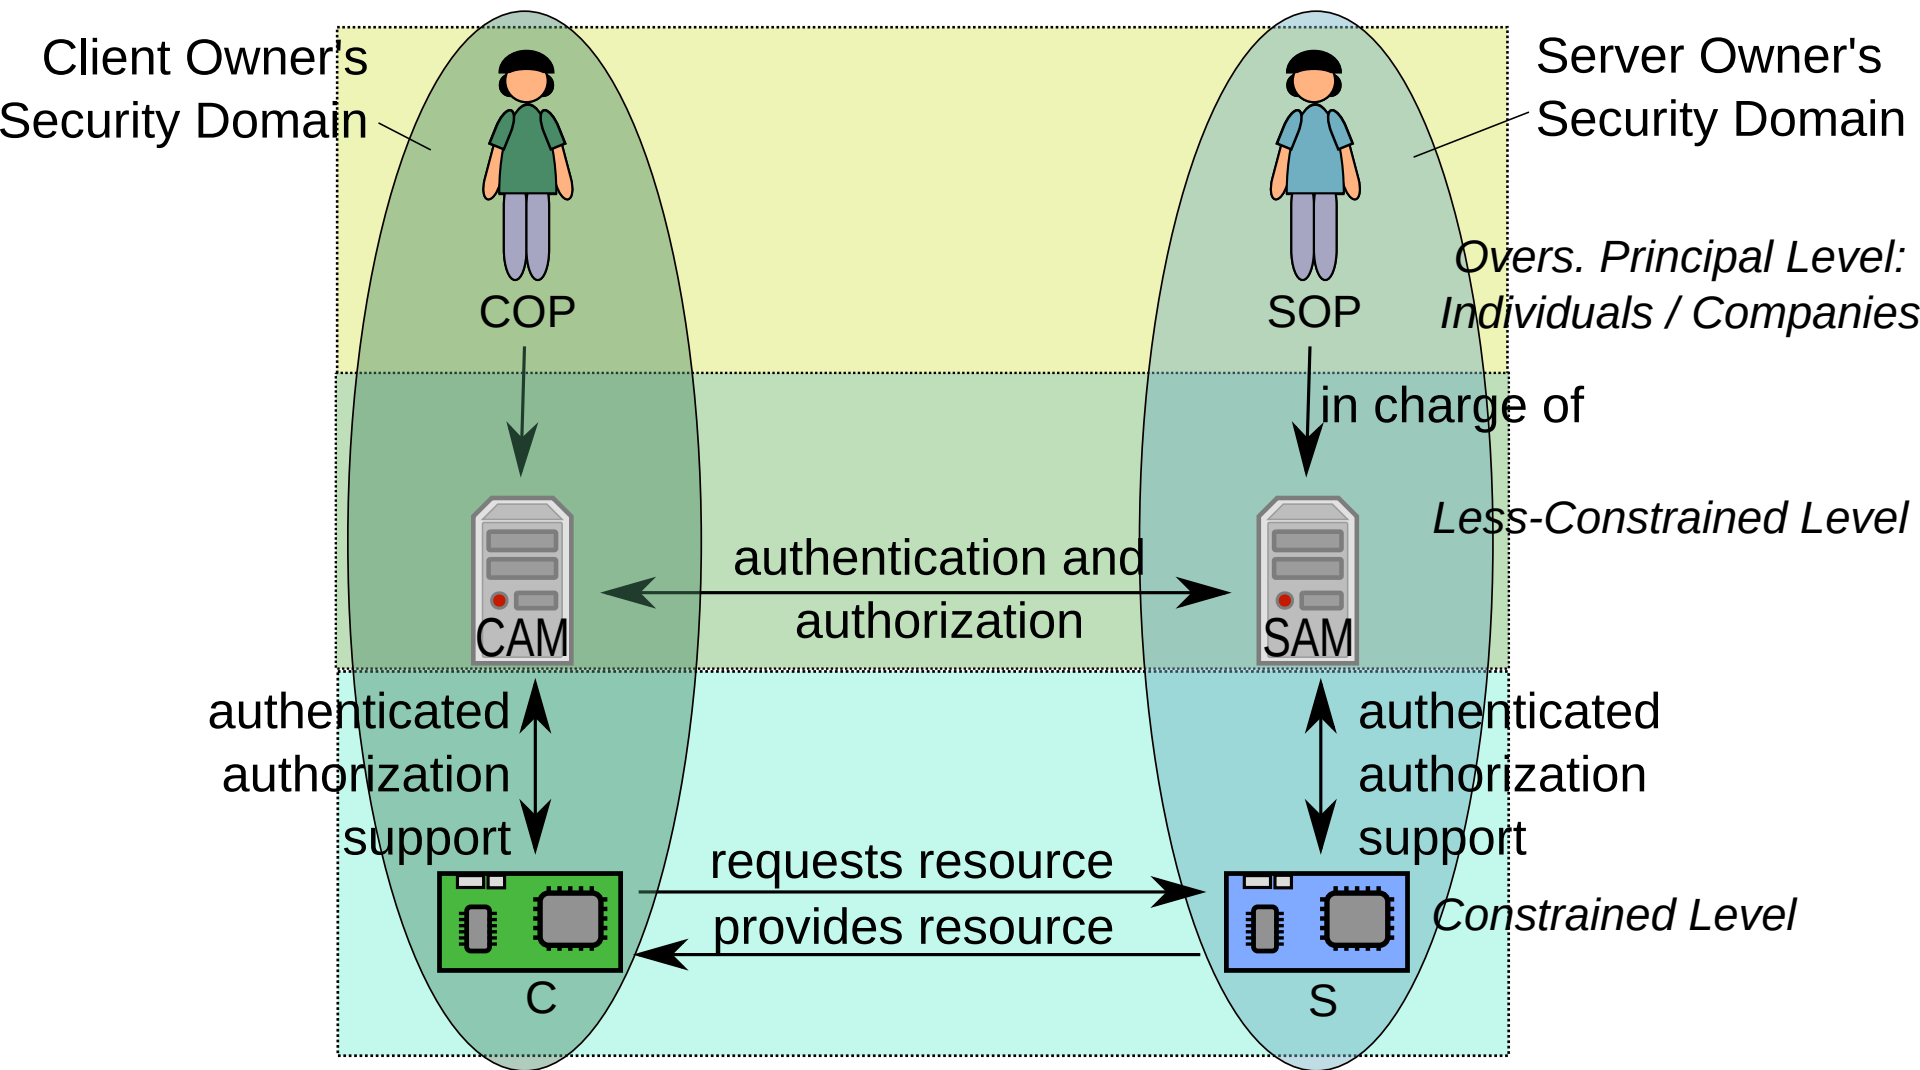 Client Owner's
Security Domain
Server Owner's
Security Domain
Overs. Principal Level:
Individuals / Companies
COP
SOP
in charge of
Less-Constrained Level
authentication and
authorization
CAM
SAM
authenticated
authorization
support
authenticated
authorization
support
requests resource
provides resource
Constrained Level
C
S